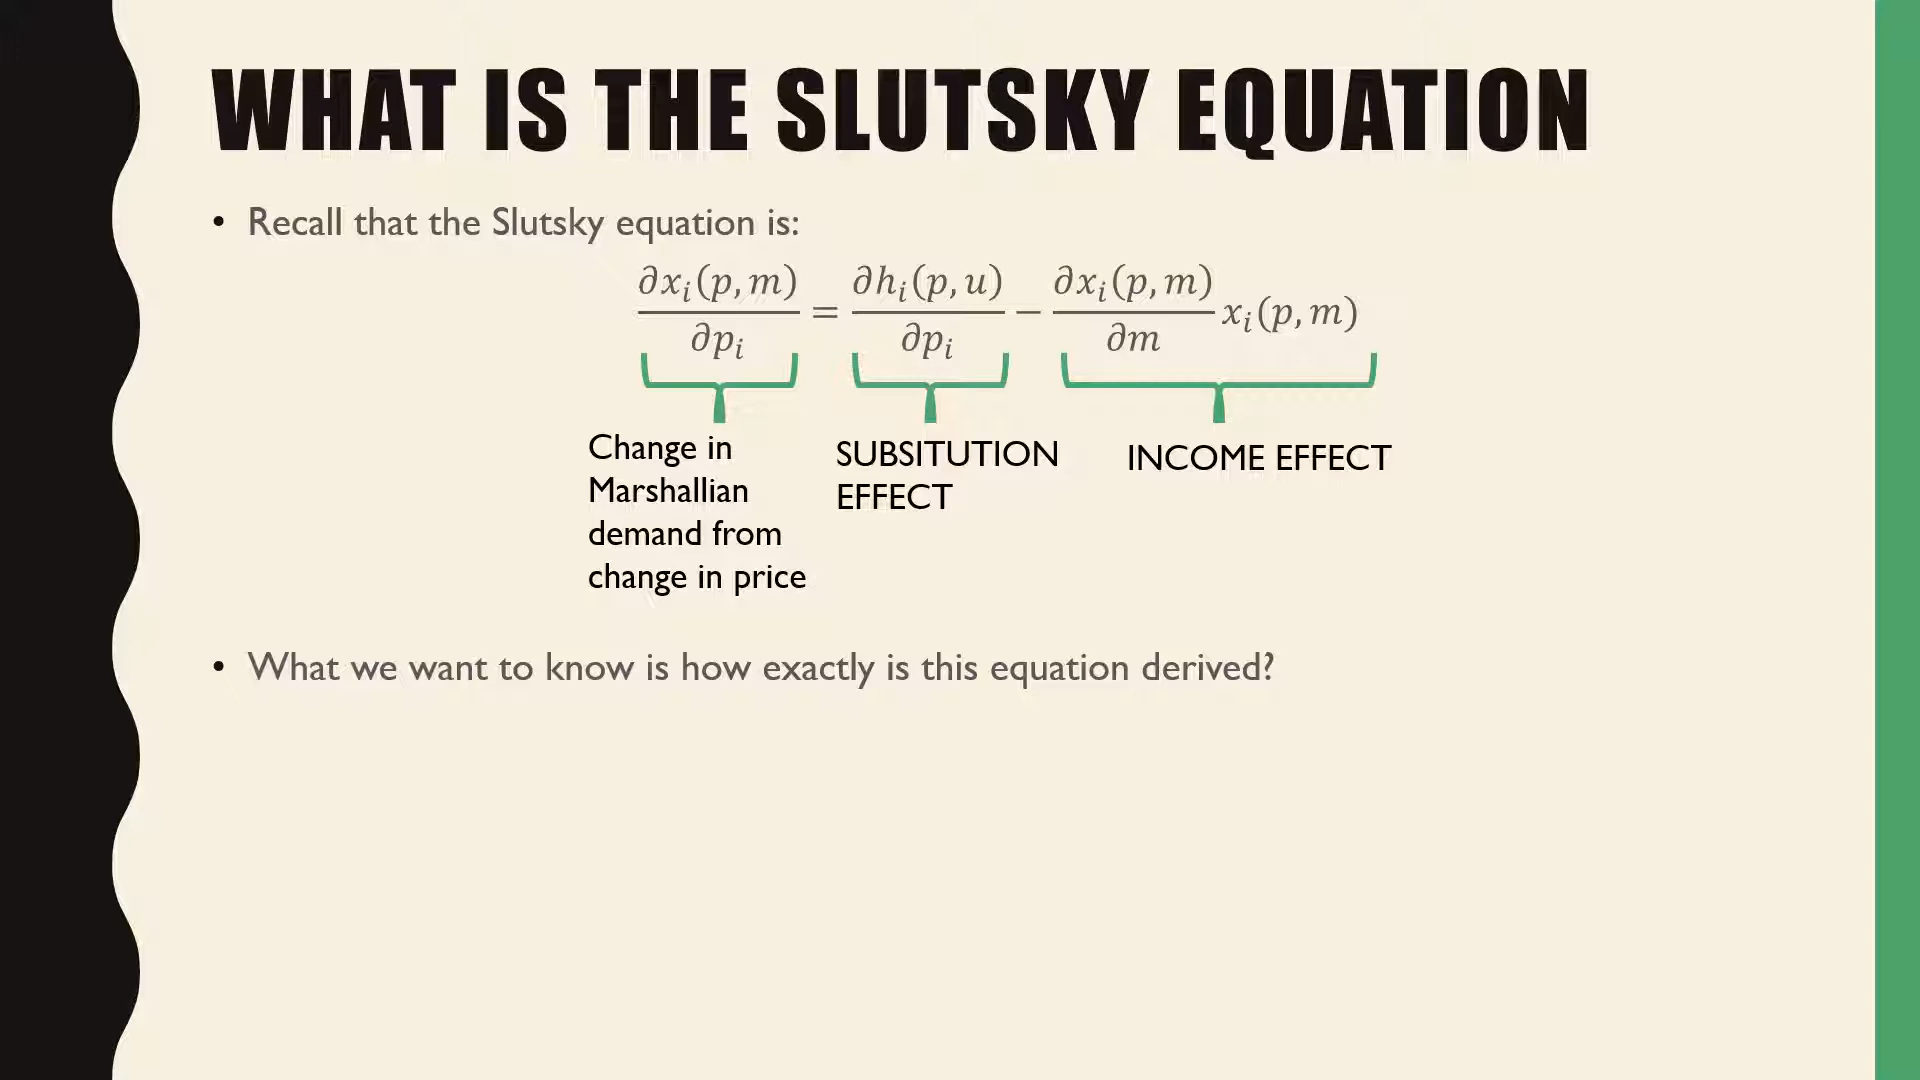 WHAT IS THE SLUTSKY EQUATION
• Recall that the Slutsky equation is:
∂x_i(p,m)/∂p_i = ∂h_i(p,u)/∂p_i − ∂x_i(p,m)/∂m x_i(p,m)
Change in
Marshallian
demand from
change in price
SUBSITUTION
EFFECT
INCOME EFFECT
• What we want to know is how exactly is this equation derived?